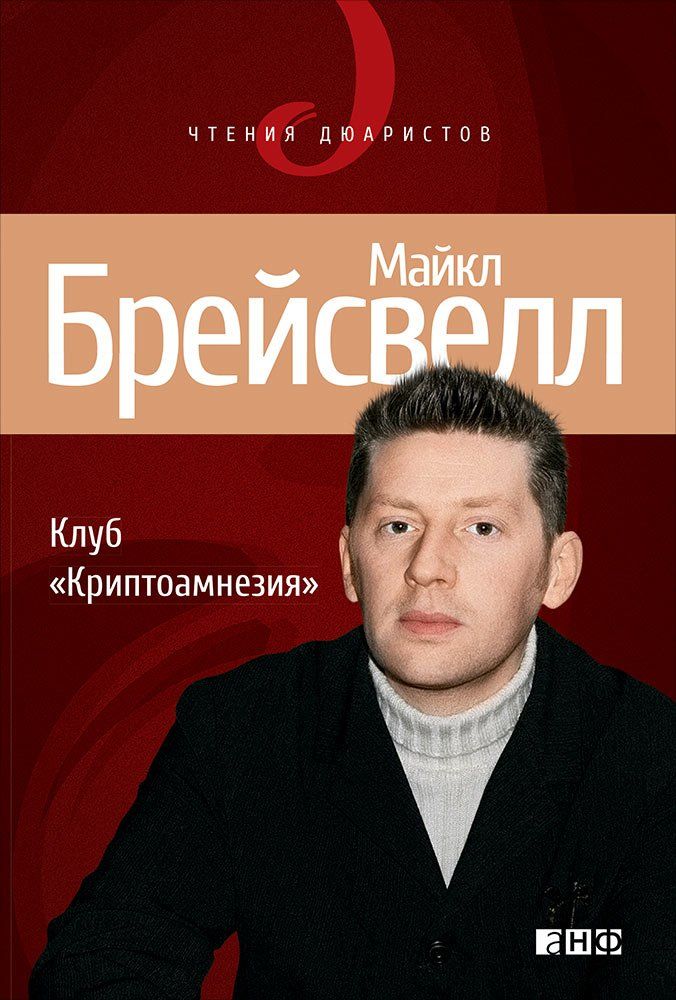 ЧТЕНИЯ ДЮАРИСТОВ
Майкл
Брейсвелл
Клуб
«Криптоамнезия»
анф